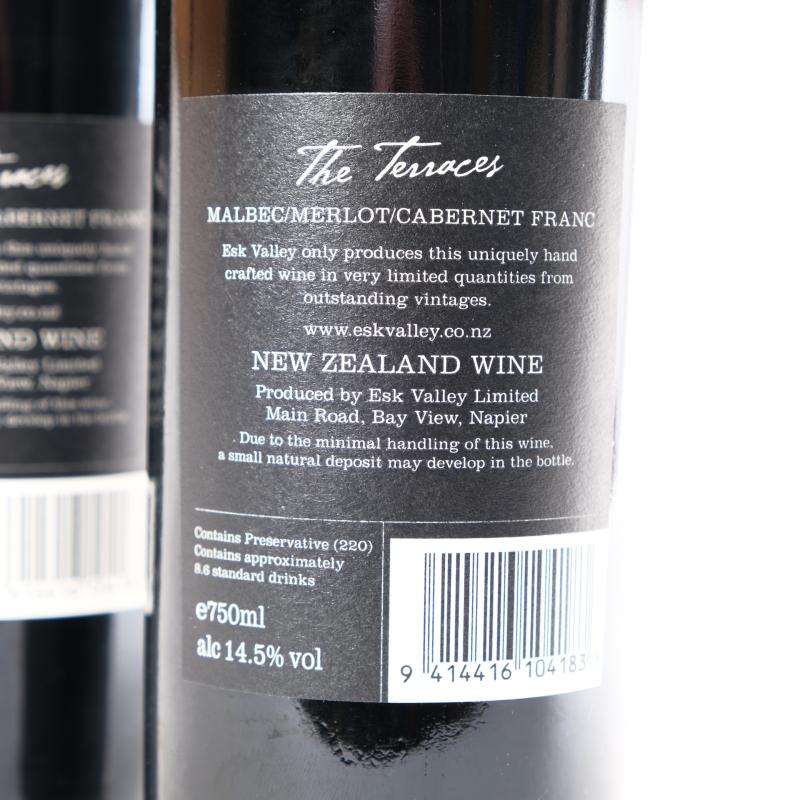 The Terraces
MALBEC/MERLOT/CABERNET FRANC
Esk Valley only produces this uniquely hand
crafted wine in very limited quantities from
outstanding vintages.
www.eskvalley.co.nz
NEW ZEALAND WINE
Produced by Esk Valley Limited
Main Road, Bay View, Napier
Due to the minimal handling of this wine,
a small natural deposit may develop in the bottle.
Contains Preservative (220)
Contains approximately
8.6 standard drinks
e750ml
alc 14.5% vol
9 414416 104183 >
ND WINE